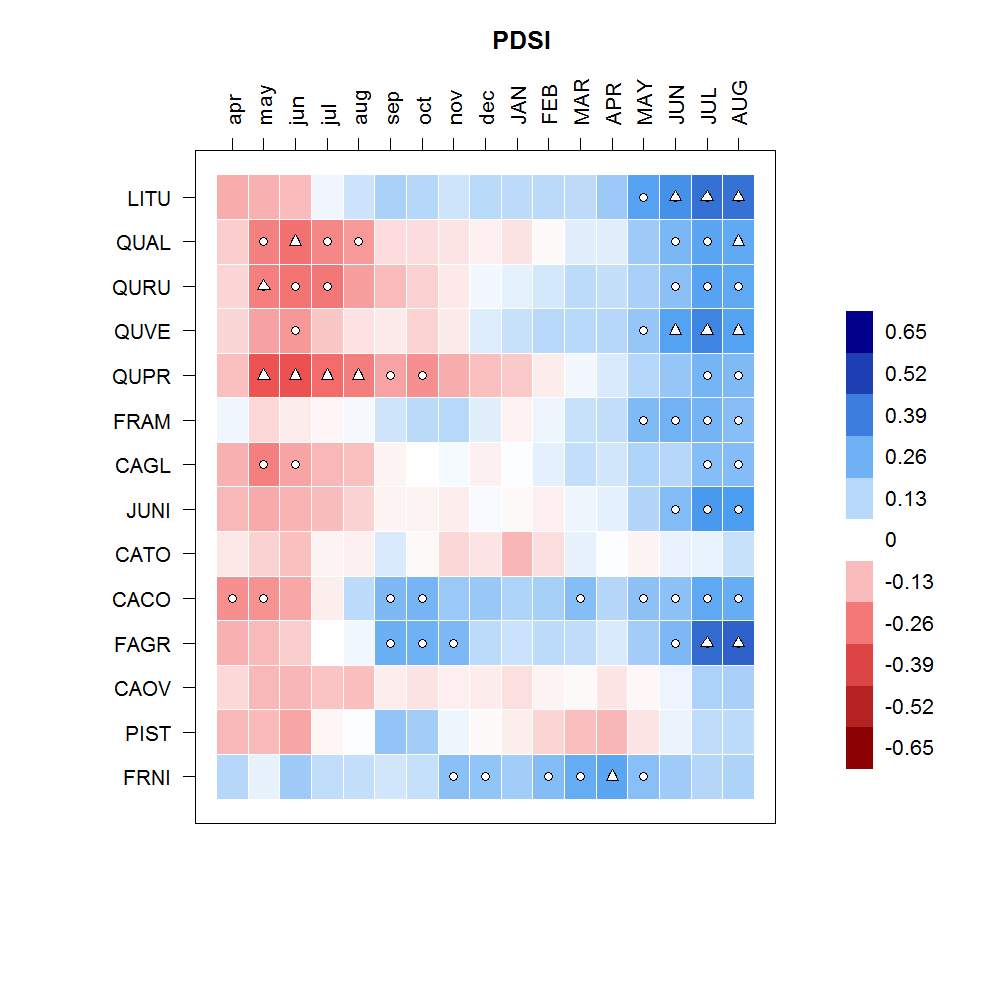 PDSI
apr may jun jul aug sep oct nov dec JAN FEB MAR APR MAY JUN JUL AUG
LITU
QUAL
QURU
QUVE
QUPR
FRAM
CAGL
JUNI
CATO
CACO
FAGR
CAOV
PIST
FRNI
0.65
0.52
0.39
0.26
0.13
0
-0.13
-0.26
-0.39
-0.52
-0.65